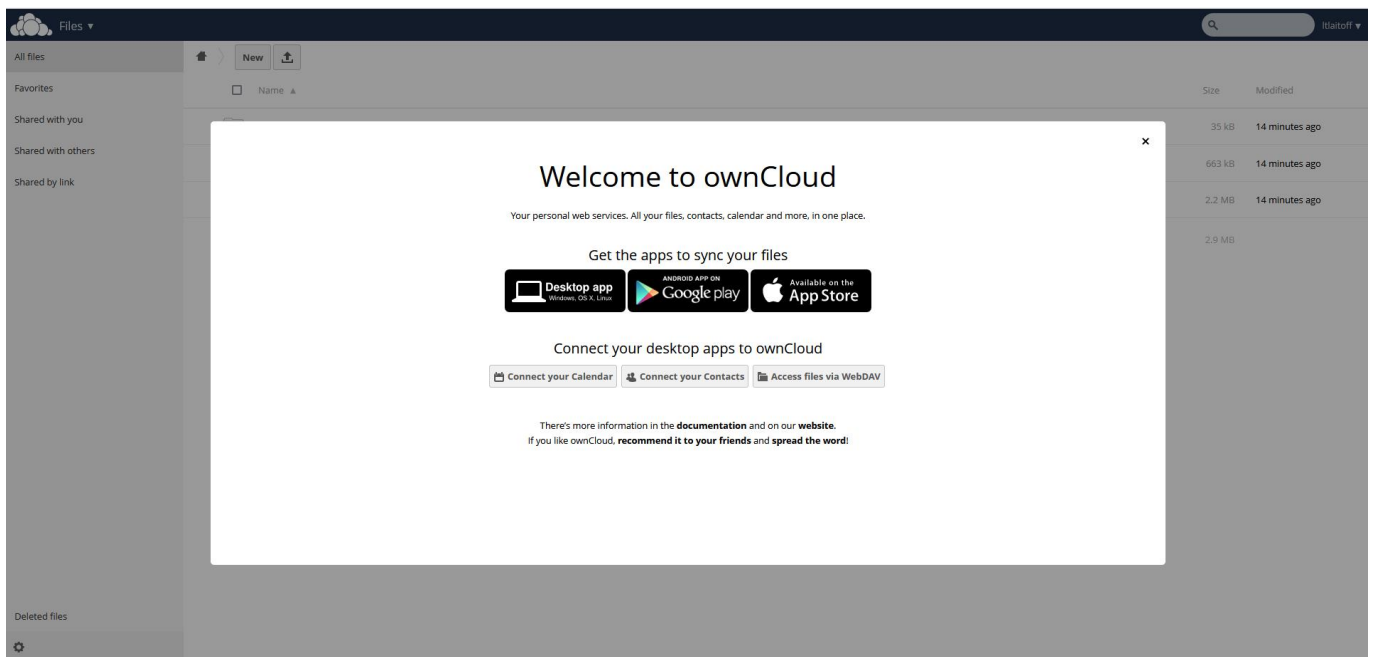 Files ▾
ltlaitoff ▾
All files
Favorites
Shared with you
Shared with others
Shared by link
Deleted files
New
Name ▲
Size Modified
35 kB 14 minutes ago
663 kB 14 minutes ago
2.2 MB 14 minutes ago
2.9 MB
×
Welcome to ownCloud
Your personal web services. All your files, contacts, calendar and more, in one place.
Get the apps to sync your files
Desktop app
Windows, OS X, Linux
ANDROID APP ON
Google play
Available on the
App Store
Connect your desktop apps to ownCloud
Connect your Calendar
Connect your Contacts
Access files via WebDAV
There's more information in the documentation and on our website.
If you like ownCloud, recommend it to your friends and spread the word!